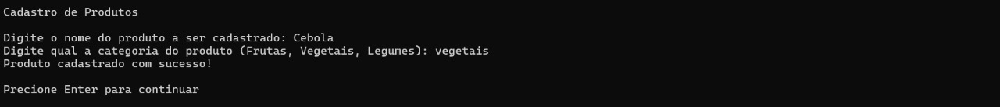 Cadastro de Produtos
Digite o nome do produto a ser cadastrado: Cebola
Digite qual a categoria do produto (Frutas, Vegetais, Legumes): vegetais
Produto cadastrado com sucesso!
Precione Enter para continuar